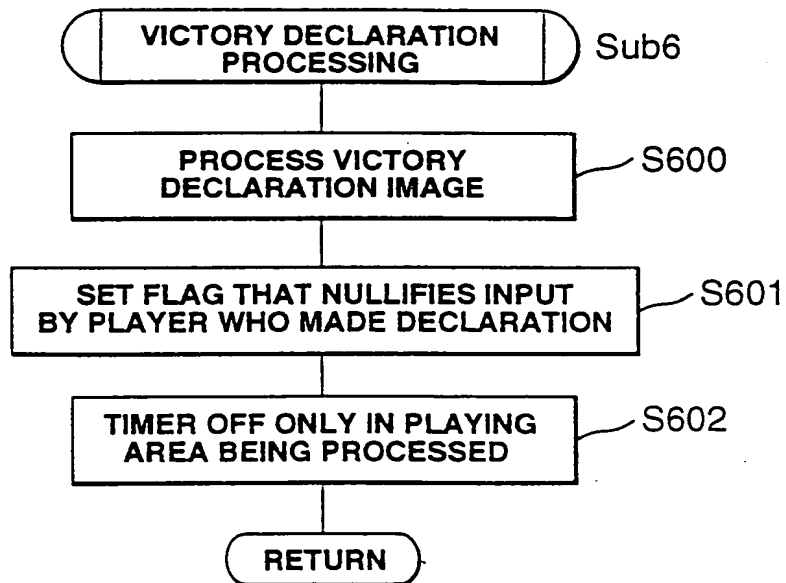 VICTORY DECLARATION
PROCESSING
Sub6
PROCESS VICTORY
DECLARATION IMAGE
S600
SET FLAG THAT NULLIFIES INPUT
BY PLAYER WHO MADE DECLARATION
S601
TIMER OFF ONLY IN PLAYING
AREA BEING PROCESSED
S602
RETURN